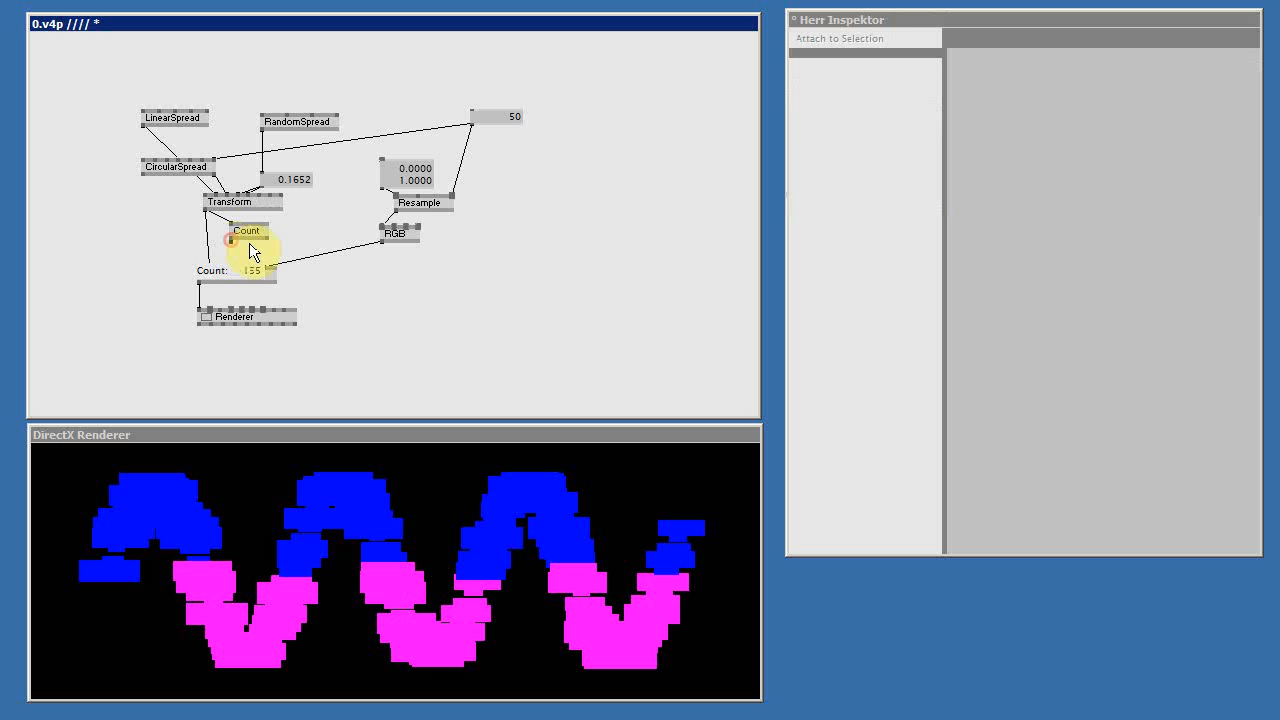 0.v4p //// *
LinearSpread
RandomSpread
50
CircularSpread
0.0000
0.1652
1.0000
Transform
Resample
Count
RGB
Count: 155
Renderer
DirectX Renderer
° Herr Inspektor
Attach to Selection